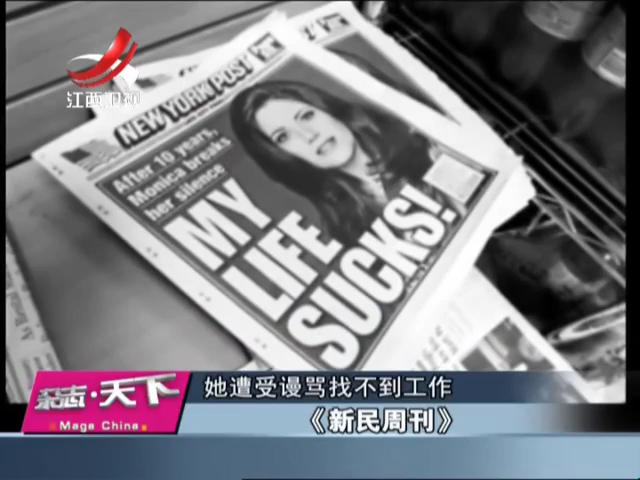 江西卫视
NEW YORK POST
After 10 years,
Monica breaks
her silence
MY
LIFE
SUCKS!
杂志·天下
Maga China
她遭受谩骂找不到工作
《新民周刊》